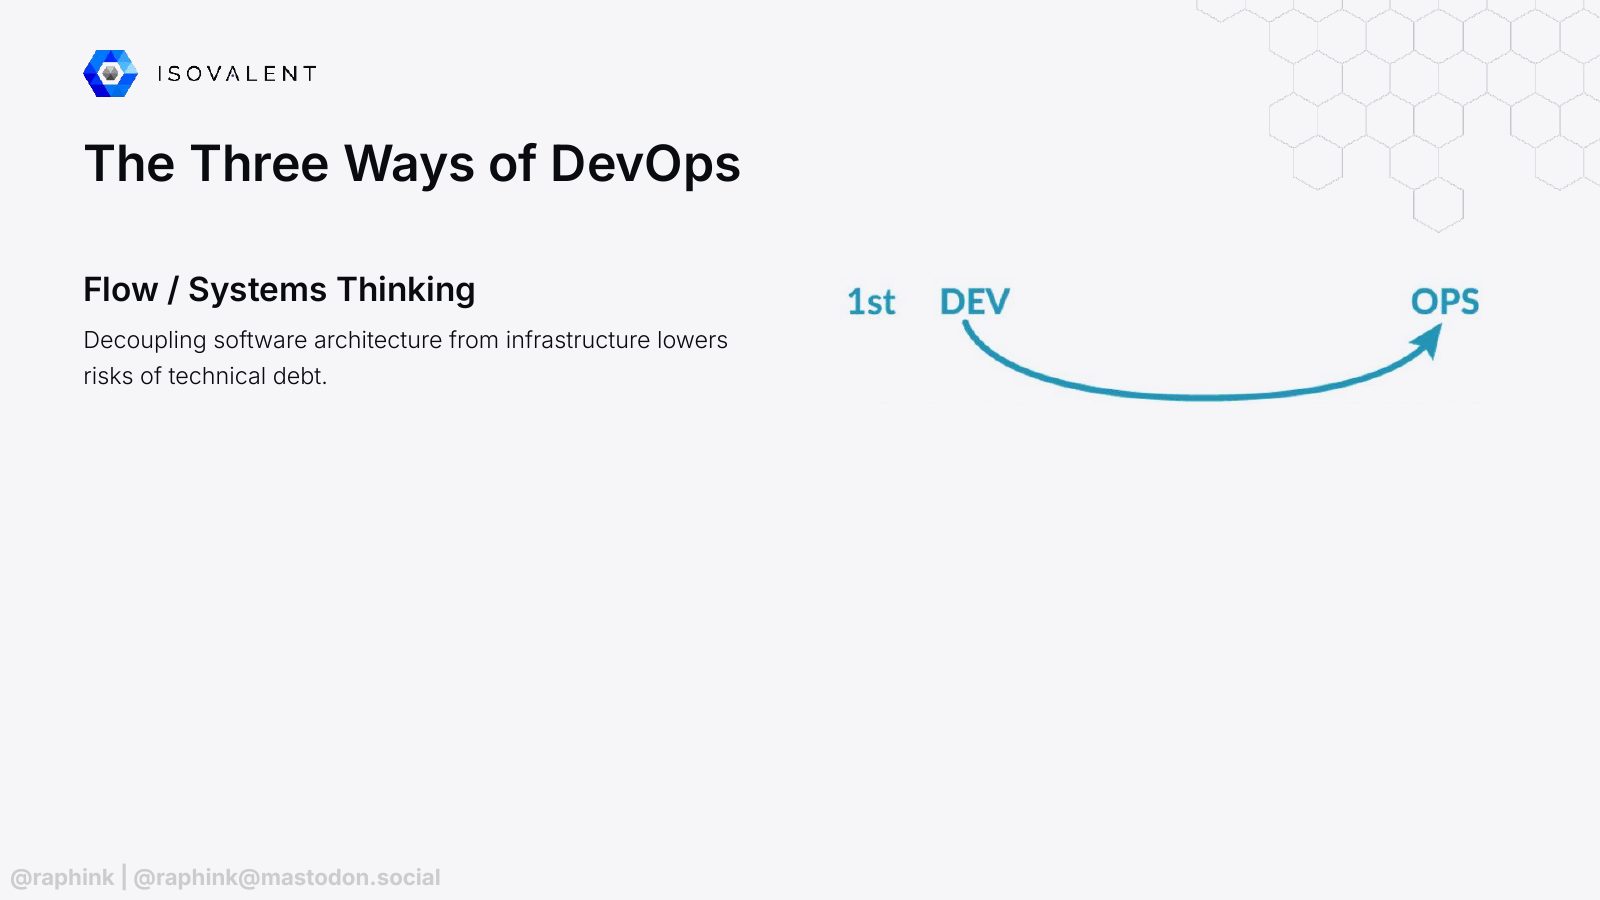 ISOVALENT
The Three Ways of DevOps
Flow / Systems Thinking
Decoupling software architecture from infrastructure lowers
risks of technical debt.
1st DEV OPS
@raphink | @raphink@mastodon.social